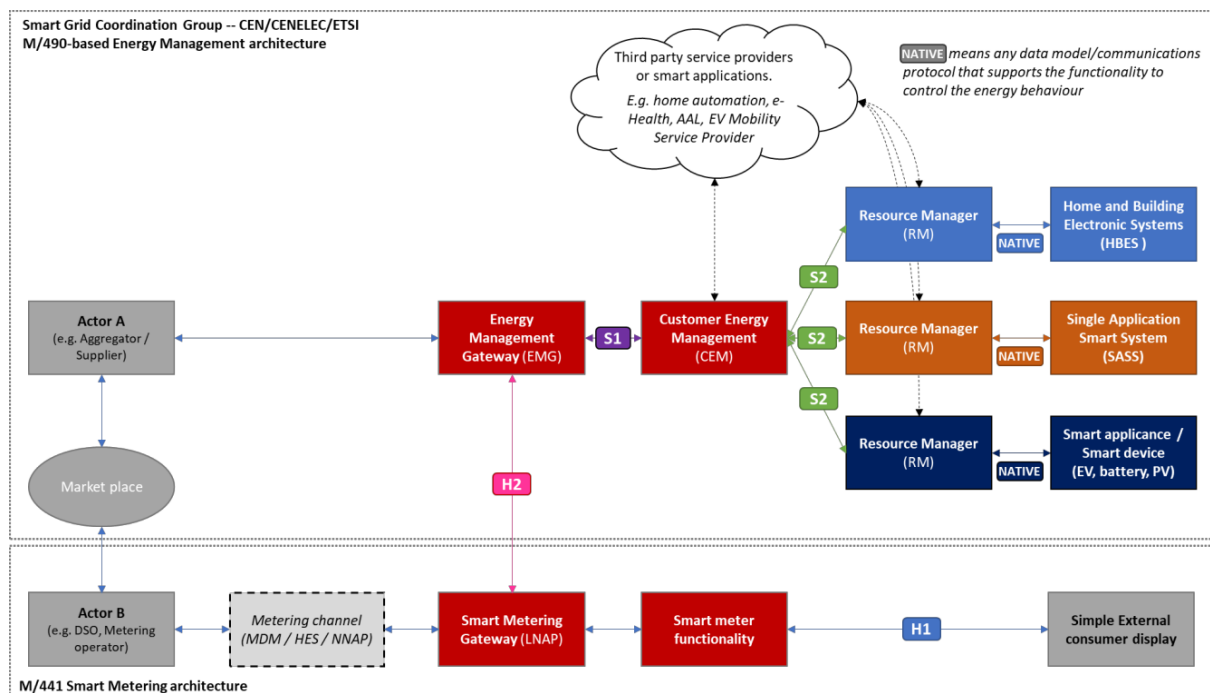 Smart Grid Coordination Group -- CEN/CENELEC/ETSI
M/490-based Energy Management architecture
Third party service providers
or smart applications.
E.g. home automation, e-
Health, AAL, EV Mobility
Service Provider
NATIVE means any data model/communications
protocol that supports the functionality to
control the energy behaviour
Resource Manager
(RM)
NATIVE
Home and Building
Electronic Systems
(HBES )
S2
Actor A
(e.g. Aggregator /
Supplier)
Energy
Management
Gateway (EMG)
S1
Customer Energy
Management
(CEM)
S2
Resource Manager
(RM)
NATIVE
Single Application
Smart System
(SASS)
S2
Resource Manager
(RM)
NATIVE
Smart applicance /
Smart device
(EV, battery, PV)
Market place
H2
Actor B
(e.g. DSO, Metering
operator)
Metering channel
(MDM / HES / NNAP)
Smart Metering
Gateway (LNAP)
Smart meter
functionality
H1
Simple External
consumer display
M/441 Smart Metering architecture